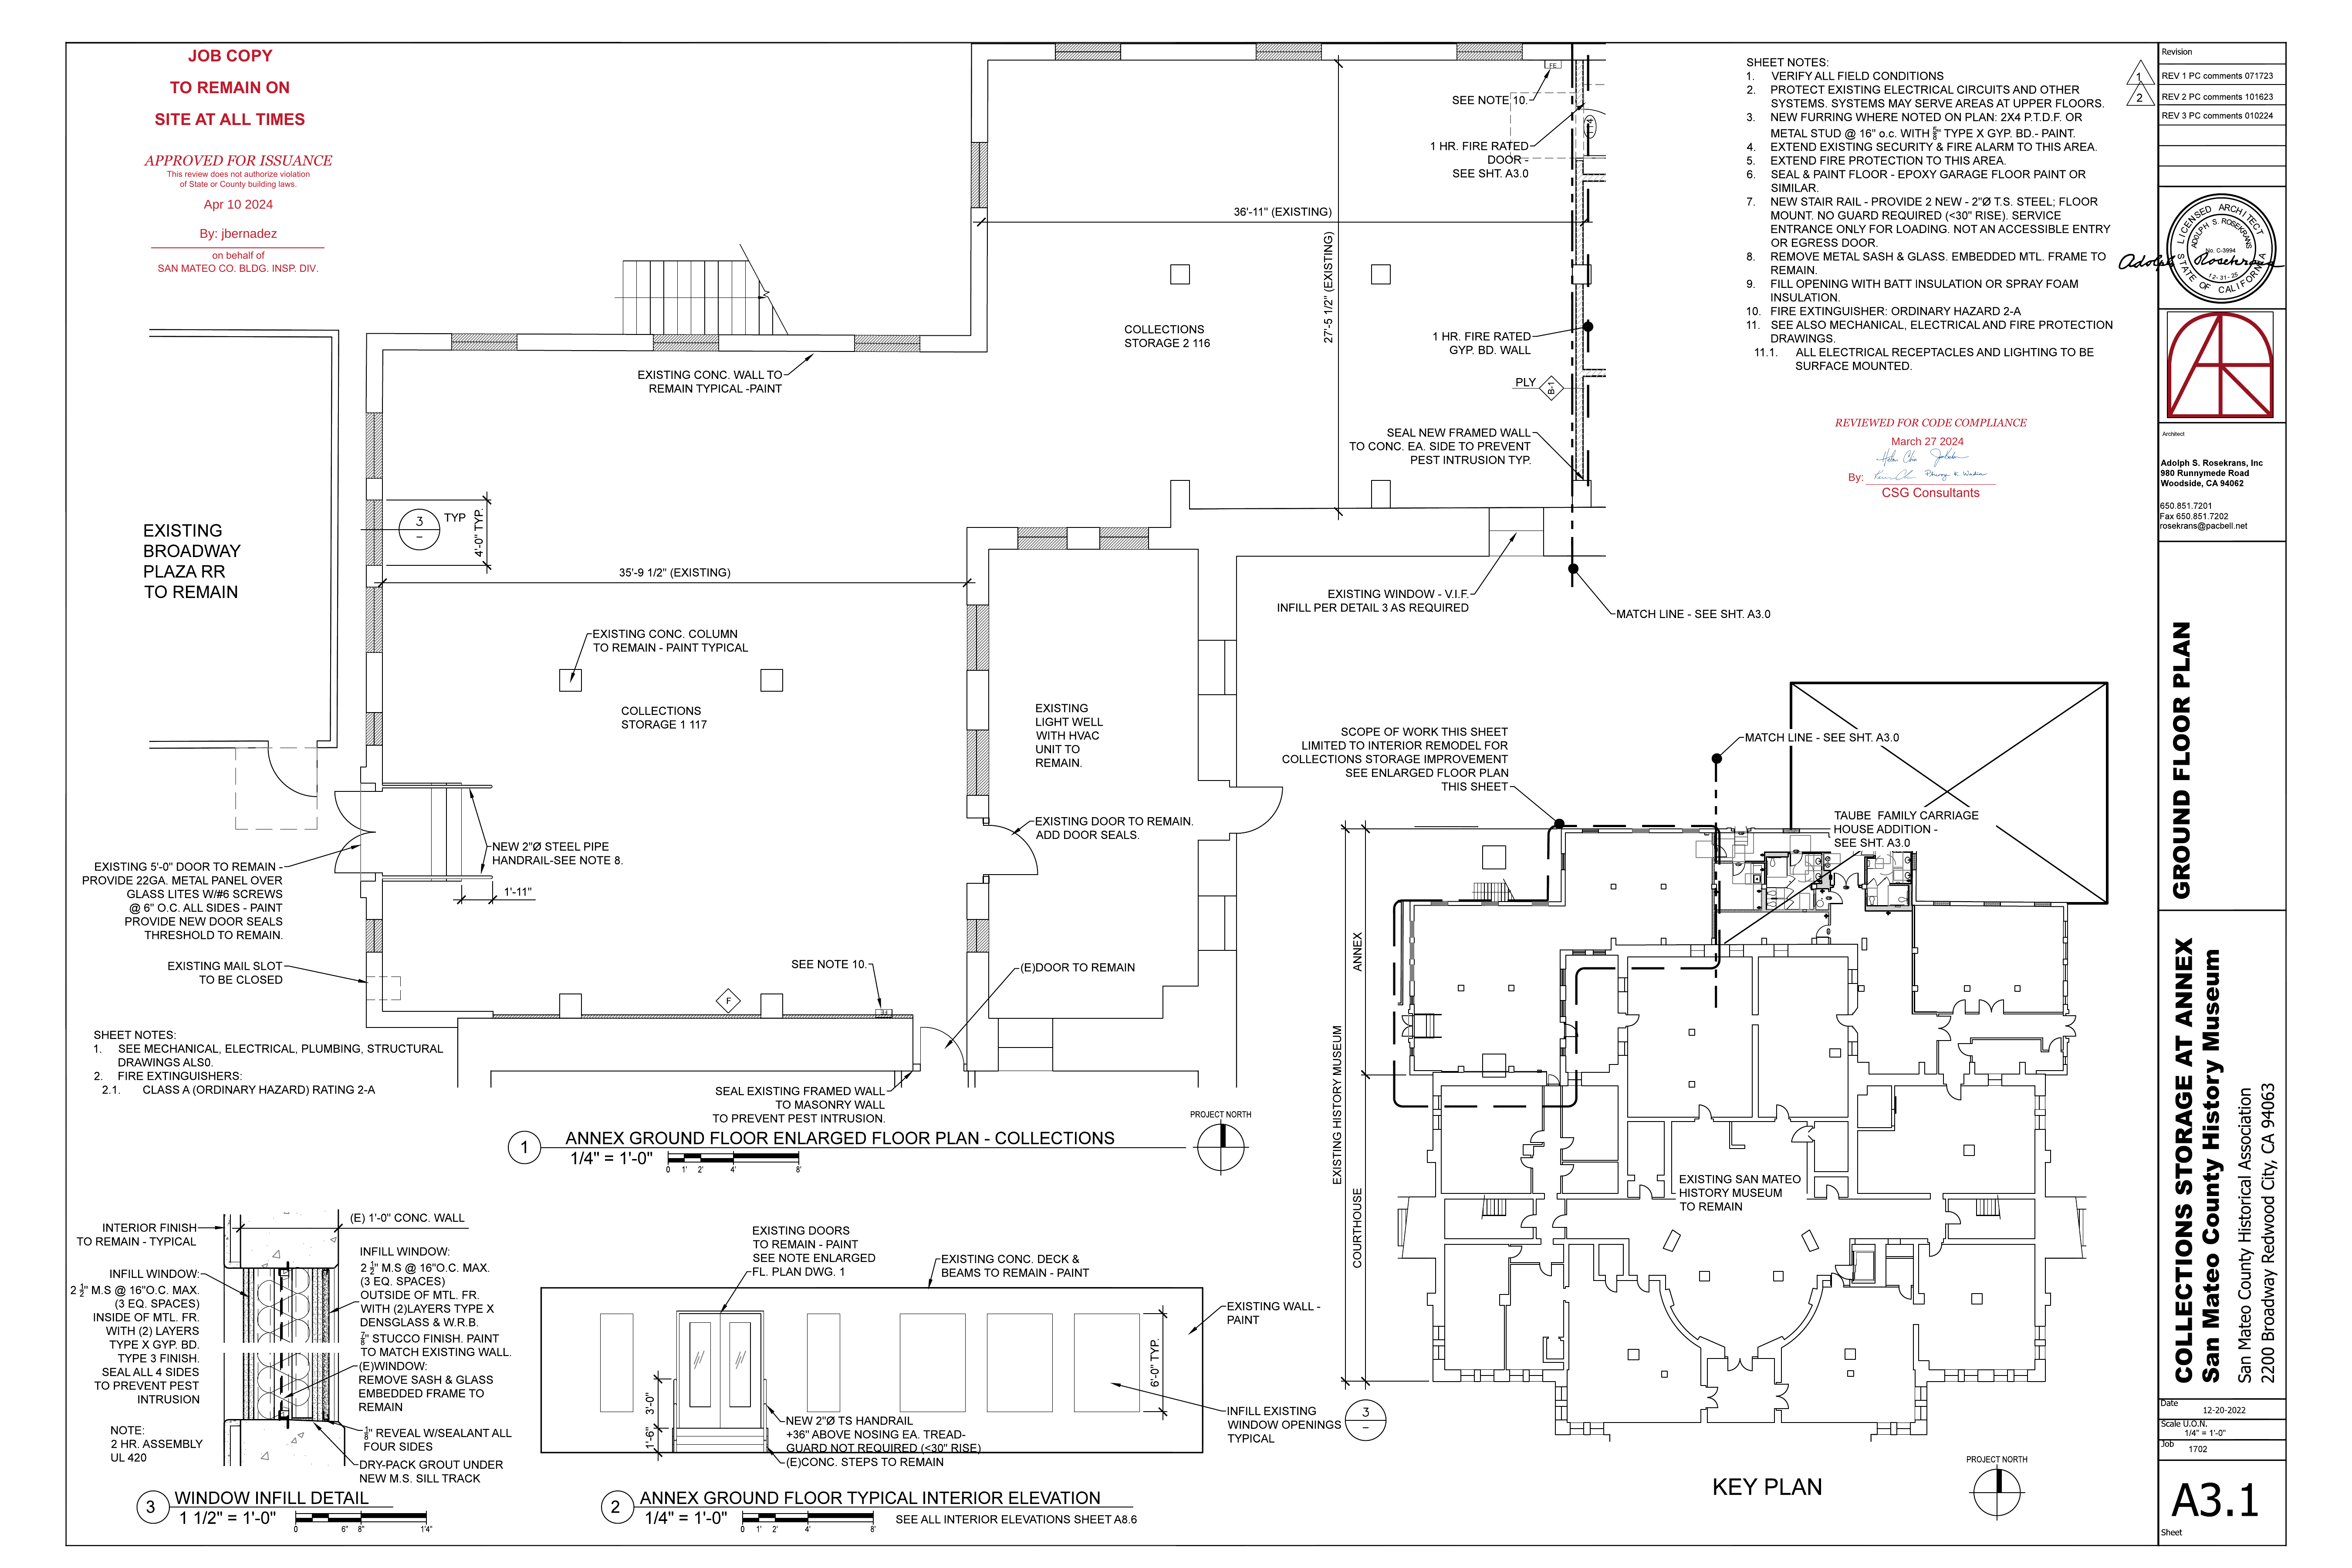 JOB COPY
TO REMAIN ON
SITE AT ALL TIMES
APPROVED FOR ISSUANCE
This review does not authorize violation
of State or County building laws.
Apr 10 2024
By: jbernadez
on behalf of
SAN MATEO CO. BLDG. INSP. DIV.
EXISTING
BROADWAY
PLAZA RR
TO REMAIN
EXISTING CONC. WALL TO
REMAIN TYPICAL -PAINT
3
–
TYP
4'-0" TYP.
35'-9 1/2" (EXISTING)
EXISTING CONC. COLUMN
TO REMAIN - PAINT TYPICAL
COLLECTIONS
STORAGE 1 117
NEW 2"Ø STEEL PIPE
HANDRAIL-SEE NOTE 8.
1'-11"
EXISTING 5'-0" DOOR TO REMAIN -
PROVIDE 22GA. METAL PANEL OVER
GLASS LITES W/#6 SCREWS
@ 6" O.C. ALL SIDES - PAINT
PROVIDE NEW DOOR SEALS
THRESHOLD TO REMAIN.
EXISTING MAIL SLOT
TO BE CLOSED
SEE NOTE 10.
F
SHEET NOTES:
1. SEE MECHANICAL, ELECTRICAL, PLUMBING, STRUCTURAL
DRAWINGS ALS0.
2. FIRE EXTINGUISHERS:
2.1. CLASS A (ORDINARY HAZARD) RATING 2-A
SEAL EXISTING FRAMED WALL
TO MASONRY WALL
TO PREVENT PEST INTRUSION.
1
ANNEX GROUND FLOOR ENLARGED FLOOR PLAN - COLLECTIONS
1/4" = 1'-0"
0 1' 2' 4' 8'
PROJECT NORTH
SEE NOTE 10.
FE
1 HR. FIRE RATED
DOOR -
SEE SHT. A3.0
36'-11" (EXISTING)
27'-5 1/2" (EXISTING)
COLLECTIONS
STORAGE 2 116
1 HR. FIRE RATED
GYP. BD. WALL
PLY
B-1
SEAL NEW FRAMED WALL
TO CONC. EA. SIDE TO PREVENT
PEST INTRUSION TYP.
EXISTING WINDOW - V.I.F.
INFILL PER DETAIL 3 AS REQUIRED
MATCH LINE - SEE SHT. A3.0
EXISTING
LIGHT WELL
WITH HVAC
UNIT TO
REMAIN.
EXISTING DOOR TO REMAIN.
ADD DOOR SEALS.
(E)DOOR TO REMAIN
SHEET NOTES:
1. VERIFY ALL FIELD CONDITIONS
2. PROTECT EXISTING ELECTRICAL CIRCUITS AND OTHER
SYSTEMS. SYSTEMS MAY SERVE AREAS AT UPPER FLOORS.
3. NEW FURRING WHERE NOTED ON PLAN: 2X4 P.T.D.F. OR
METAL STUD @ 16" o.c. WITH 5/8" TYPE X GYP. BD.- PAINT.
4. EXTEND EXISTING SECURITY & FIRE ALARM TO THIS AREA.
5. EXTEND FIRE PROTECTION TO THIS AREA.
6. SEAL & PAINT FLOOR - EPOXY GARAGE FLOOR PAINT OR
SIMILAR.
7. NEW STAIR RAIL - PROVIDE 2 NEW - 2"Ø T.S. STEEL; FLOOR
MOUNT. NO GUARD REQUIRED (<30" RISE). SERVICE
ENTRANCE ONLY FOR LOADING. NOT AN ACCESSIBLE ENTRY
OR EGRESS DOOR.
8. REMOVE METAL SASH & GLASS. EMBEDDED MTL. FRAME TO
REMAIN.
9. FILL OPENING WITH BATT INSULATION OR SPRAY FOAM
INSULATION.
10. FIRE EXTINGUISHER: ORDINARY HAZARD 2-A
11. SEE ALSO MECHANICAL, ELECTRICAL AND FIRE PROTECTION
DRAWINGS.
11.1. ALL ELECTRICAL RECEPTACLES AND LIGHTING TO BE
SURFACE MOUNTED.
REVIEWED FOR CODE COMPLIANCE
March 27 2024
By:
CSG Consultants
SCOPE OF WORK THIS SHEET
LIMITED TO INTERIOR REMODEL FOR
COLLECTIONS STORAGE IMPROVEMENT
SEE ENLARGED FLOOR PLAN
THIS SHEET
MATCH LINE - SEE SHT. A3.0
TAUBE FAMILY CARRIAGE
HOUSE ADDITION -
SEE SHT. A3.0
ANNEX
EXISTING HISTORY MUSEUM
COURTHOUSE
EXISTING SAN MATEO
HISTORY MUSEUM
TO REMAIN
KEY PLAN
PROJECT NORTH
INTERIOR FINISH
TO REMAIN - TYPICAL
(E) 1'-0" CONC. WALL
INFILL WINDOW:
2 1/2" M.S @ 16"O.C. MAX.
(3 EQ. SPACES)
INSIDE OF MTL. FR.
WITH (2) LAYERS
TYPE X GYP. BD.
TYPE 3 FINISH.
SEAL ALL 4 SIDES
TO PREVENT PEST
INTRUSION
NOTE:
2 HR. ASSEMBLY
UL 420
INFILL WINDOW:
2 1/2" M.S @ 16"O.C. MAX.
(3 EQ. SPACES)
OUTSIDE OF MTL. FR.
WITH (2)LAYERS TYPE X
DENSGLASS & W.R.B.
7/8" STUCCO FINISH. PAINT
TO MATCH EXISTING WALL.
(E)WINDOW:
REMOVE SASH & GLASS
EMBEDDED FRAME TO
REMAIN
1/8" REVEAL W/SEALANT ALL
FOUR SIDES
DRY-PACK GROUT UNDER
NEW M.S. SILL TRACK
3
WINDOW INFILL DETAIL
1 1/2" = 1'-0"
0 6" 8" 1'4"
EXISTING DOORS
TO REMAIN - PAINT
SEE NOTE ENLARGED
FL. PLAN DWG. 1
EXISTING CONC. DECK &
BEAMS TO REMAIN - PAINT
EXISTING WALL -
PAINT
6'-0" TYP.
3'-0"
1'-6"
NEW 2"Ø TS HANDRAIL
+36" ABOVE NOSING EA. TREAD-
GUARD NOT REQUIRED (<30" RISE)
(E)CONC. STEPS TO REMAIN
INFILL EXISTING
WINDOW OPENINGS
TYPICAL
3
–
2
ANNEX GROUND FLOOR TYPICAL INTERIOR ELEVATION
1/4" = 1'-0"
0 1' 2' 4' 8'
SEE ALL INTERIOR ELEVATIONS SHEET A8.6
Revision
1
REV 1 PC comments 071723
2
REV 2 PC comments 101623
REV 3 PC comments 010224
LICENSED ARCHITECT
ADOLPH S. ROSEKRANS
No. C-3994
12-31-25
STATE OF CALIFORNIA
Adolph Rosekrans
Architect
Adolph S. Rosekrans, Inc
980 Runnymede Road
Woodside, CA 94062
650.851.7201
Fax 650.851.7202
rosekrans@pacbell.net
GROUND FLOOR PLAN
COLLECTIONS STORAGE AT ANNEX
San Mateo County History Museum
San Mateo County Historical Association
2200 Broadway Redwood City, CA 94063
Date
12-20-2022
Scale U.O.N.
1/4" = 1'-0"
Job
1702
A3.1
Sheet